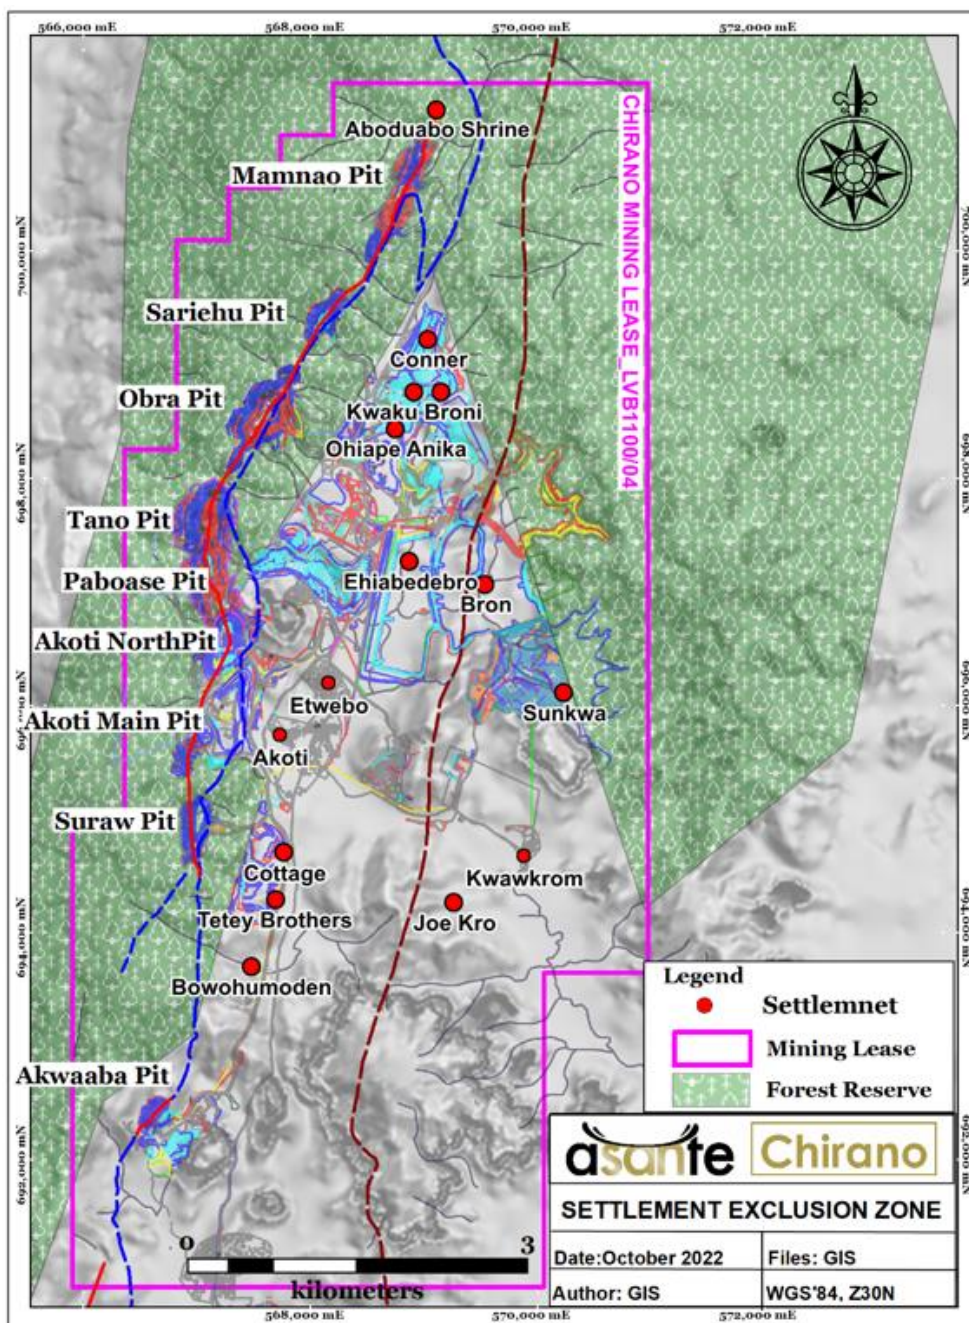 566,000 mE
568,000 mE
570,000 mE
572,000 mE
CHIRANO MINING LEASE_LVB1100/04
Aboduabo Shrine
Mamnao Pit
700,000 mN
700,000 mN
Sariehu Pit
Conner
Obra Pit
Kwaku Broni
Ohiape Anika
698,000 mN
698,000 mN
Tano Pit
Paboase Pit
Ehiabedebro
Bron
Akoti NorthPit
Etwebo
Sunkwa
696,000 mN
Akoti Main Pit
Akoti
Suraw Pit
Cottage
Kwawkrom
Tetey Brothers
Joe Kro
694,000 mN
694,000 mN
Bowohumoden
Legend
Settlemnet
Mining Lease
Forest Reserve
Akwaaba Pit
692,000 mN
692,000 mN
asante Chirano
SETTLEMENT EXCLUSION ZONE
0 3
kilometers
Date:October 2022 Files: GIS
Author: GIS WGS'84, Z30N
568,000 mE
570,000 mE
572,000 mE